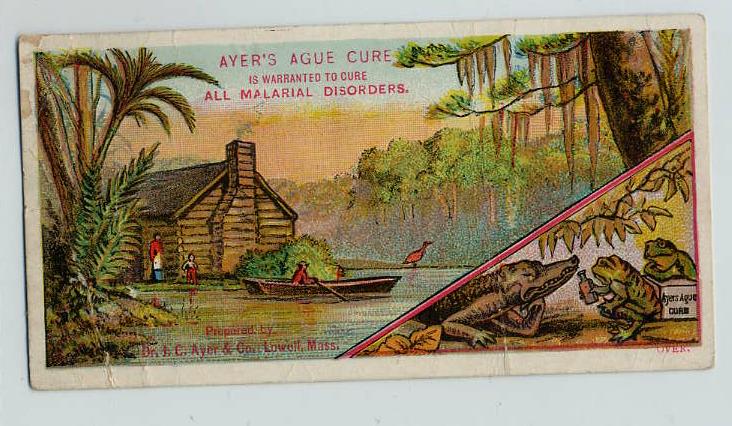 AYER'S AGUE CURE
IS WARRANTED TO CURE
ALL MALARIAL DISORDERS.
Ayers Ague
CURE
Prepared by
Dr. J. C. Ayer & Co., Lowell, Mass.
OVER.